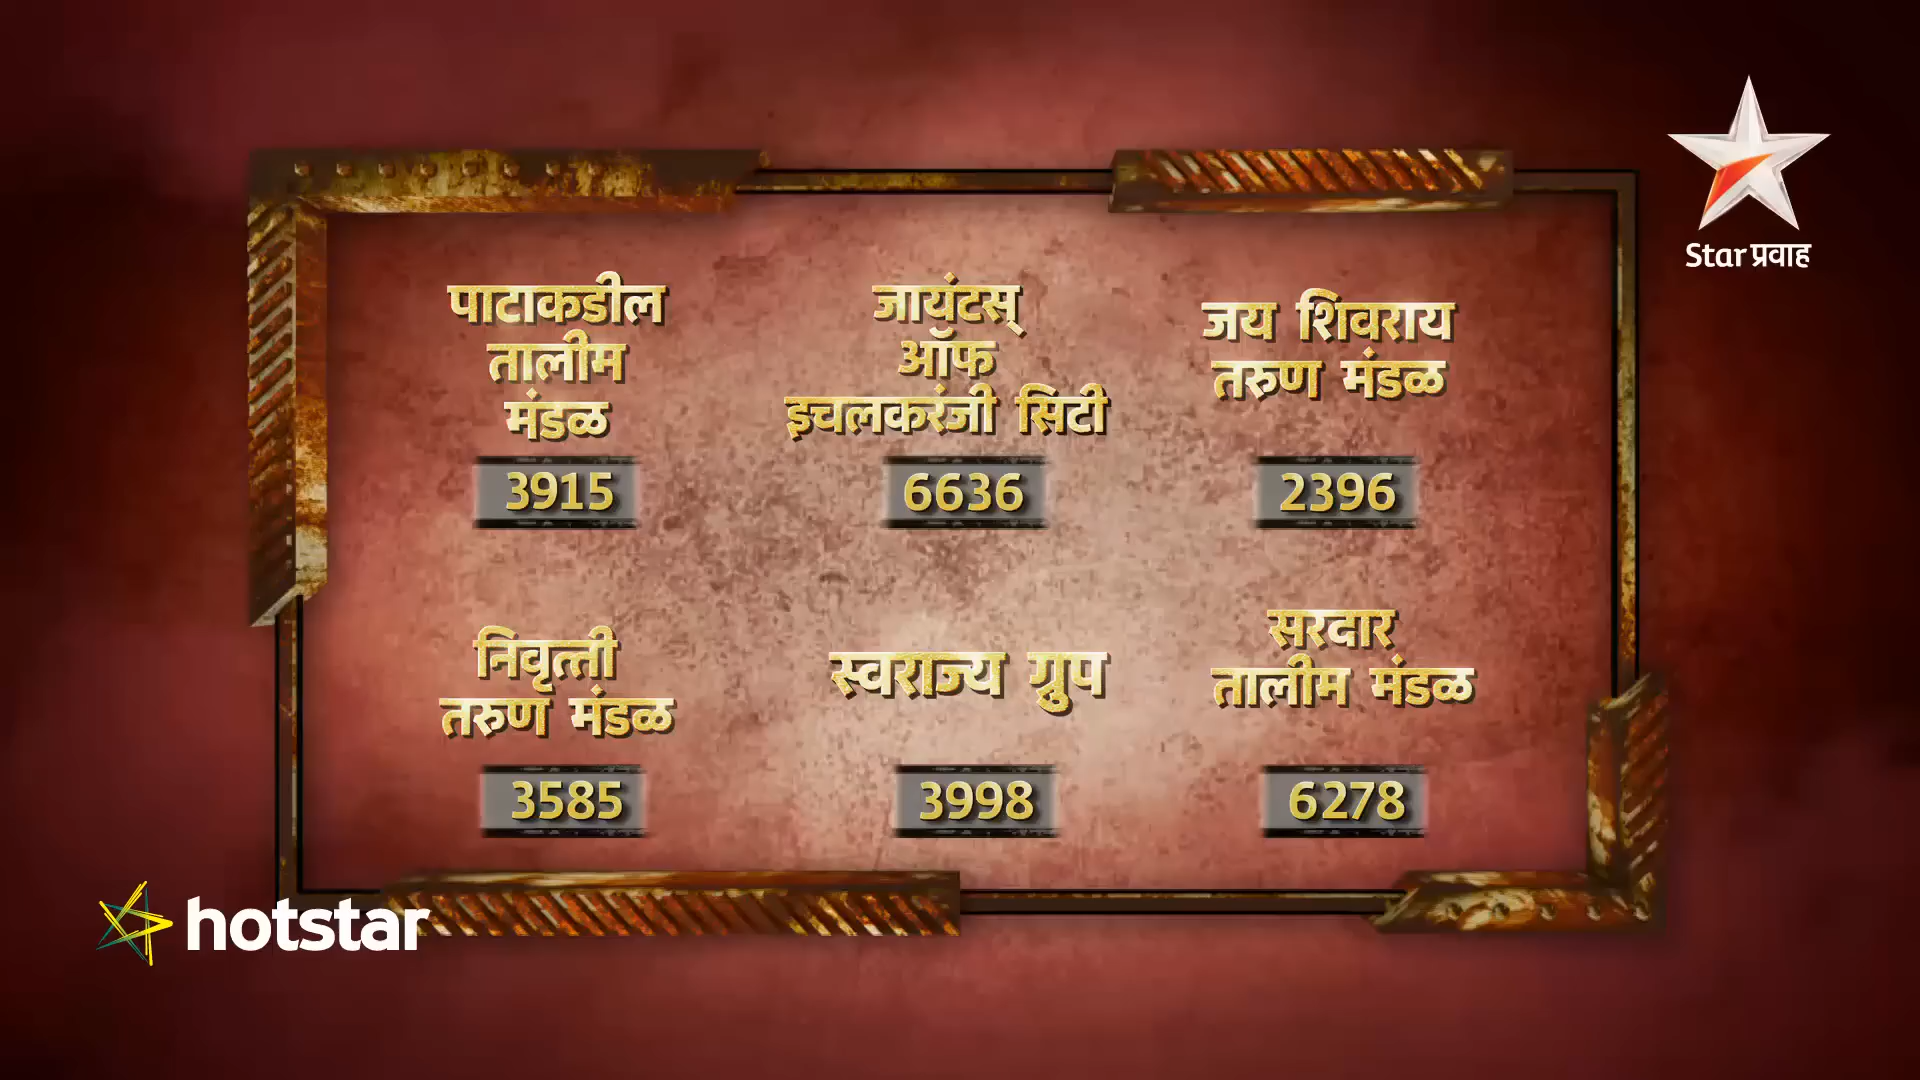 Star प्रवाह
पाटाकडील
तालीम
मंडळ
3915
जायंटस्
ऑफ
इचलकरंजी सिटी
6636
जय शिवराय
तरुण मंडळ
2396
निवृत्ती
तरुण मंडळ
3585
स्वराज्य ग्रुप
3998
सरदार
तालीम मंडळ
6278
hotstar